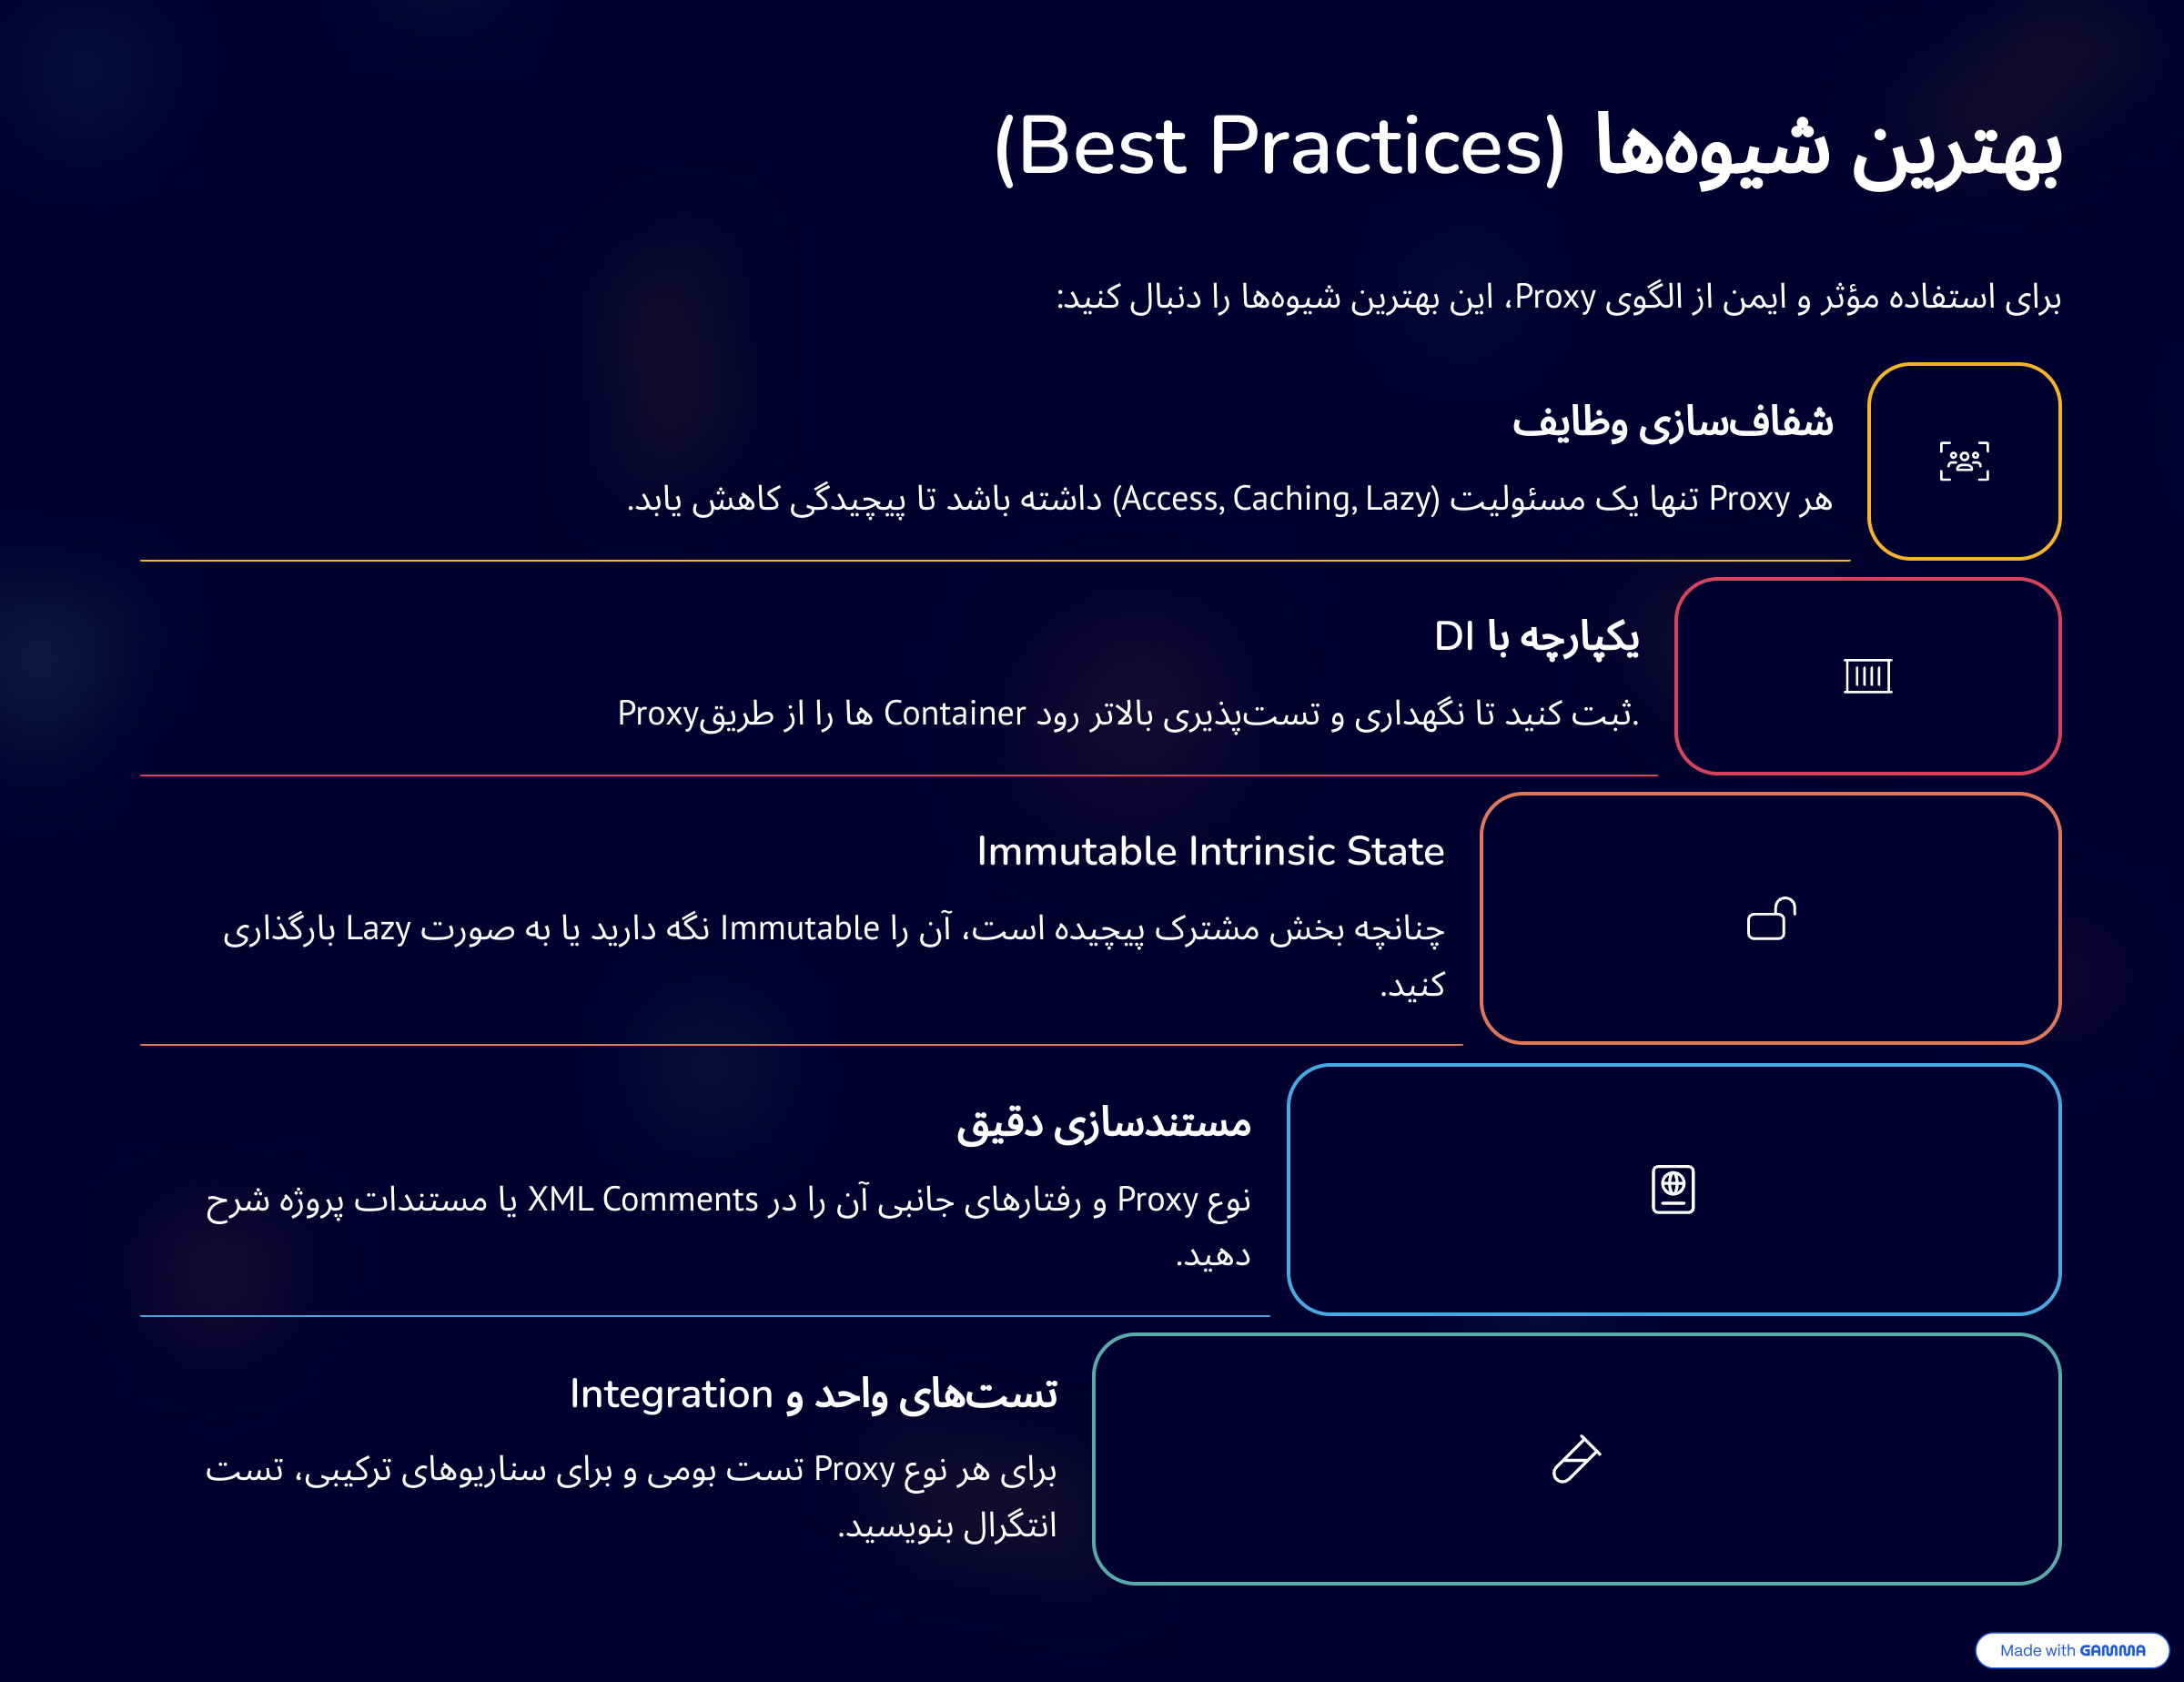 بهترین شیوه‌ها (Best Practices)
برای استفاده مؤثر و ایمن از الگوی Proxy، این بهترین شیوه‌ها را دنبال کنید:
شفاف‌سازی وظایف
هر Proxy تنها یک مسئولیت (Access, Caching, Lazy) داشته باشد تا پیچیدگی کاهش یابد.
یکپارچه با DI
Proxyها را از طریق Container ثبت کنید تا نگهداری و تست‌پذیری بالاتر رود.
Immutable Intrinsic State
چنانچه بخش مشترک پیچیده است، آن را Immutable نگه دارید یا به صورت Lazy بارگذاری
کنید.
مستندسازی دقیق
نوع Proxy و رفتارهای جانبی آن را در XML Comments یا مستندات پروژه شرح
دهید.
تست‌های واحد و Integration
برای هر نوع Proxy تست بومی و برای سناریوهای ترکیبی، تست
انتگرال بنویسید.
Made with GAMMA